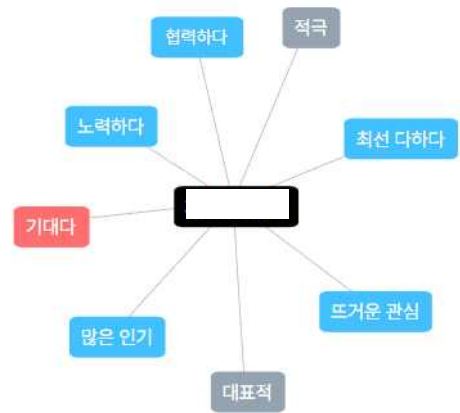 적극
협력하다
노력하다
최선 다하다
기대다
뜨거운 관심
많은 인기
대표적